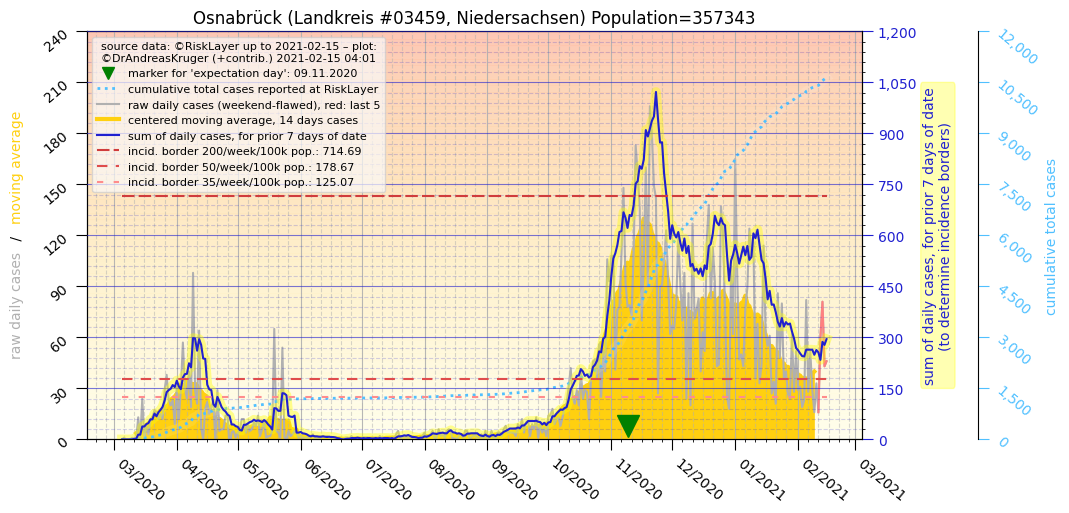 Osnabrück (Landkreis #03459, Niedersachsen) Population=357343
source data: ©RiskLayer up to 2021-02-15 – plot:
©DrAndreasKruger (+contrib.) 2021-02-15 04:01
marker for 'expectation day': 09.11.2020
cumulative total cases reported at RiskLayer
raw daily cases (weekend-flawed), red: last 5
centered moving average, 14 days cases
sum of daily cases, for prior 7 days of date
incid. border 200/week/100k pop.: 714.69
incid. border 50/week/100k pop.: 178.67
incid. border 35/week/100k pop.: 125.07
raw daily cases / moving average
240
210
180
150
120
90
60
30
0
03/2020
04/2020
05/2020
06/2020
07/2020
08/2020
09/2020
10/2020
11/2020
12/2020
01/2021
02/2021
03/2021
1,200
1,050
900
750
600
450
300
150
0
sum of daily cases, for prior 7 days of date
(to determine incidence borders)
12,000
10,500
9,000
7,500
6,000
4,500
3,000
1,500
0
cumulative total cases